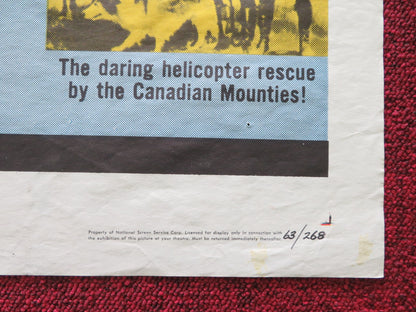 The daring helicopter rescue
by the Canadian Mounties!
Property of National Screen Service Corp. Licensed for display only in connection with
the exhibition of this picture at your theatre. Must be returned immediately thereafter.
63/268